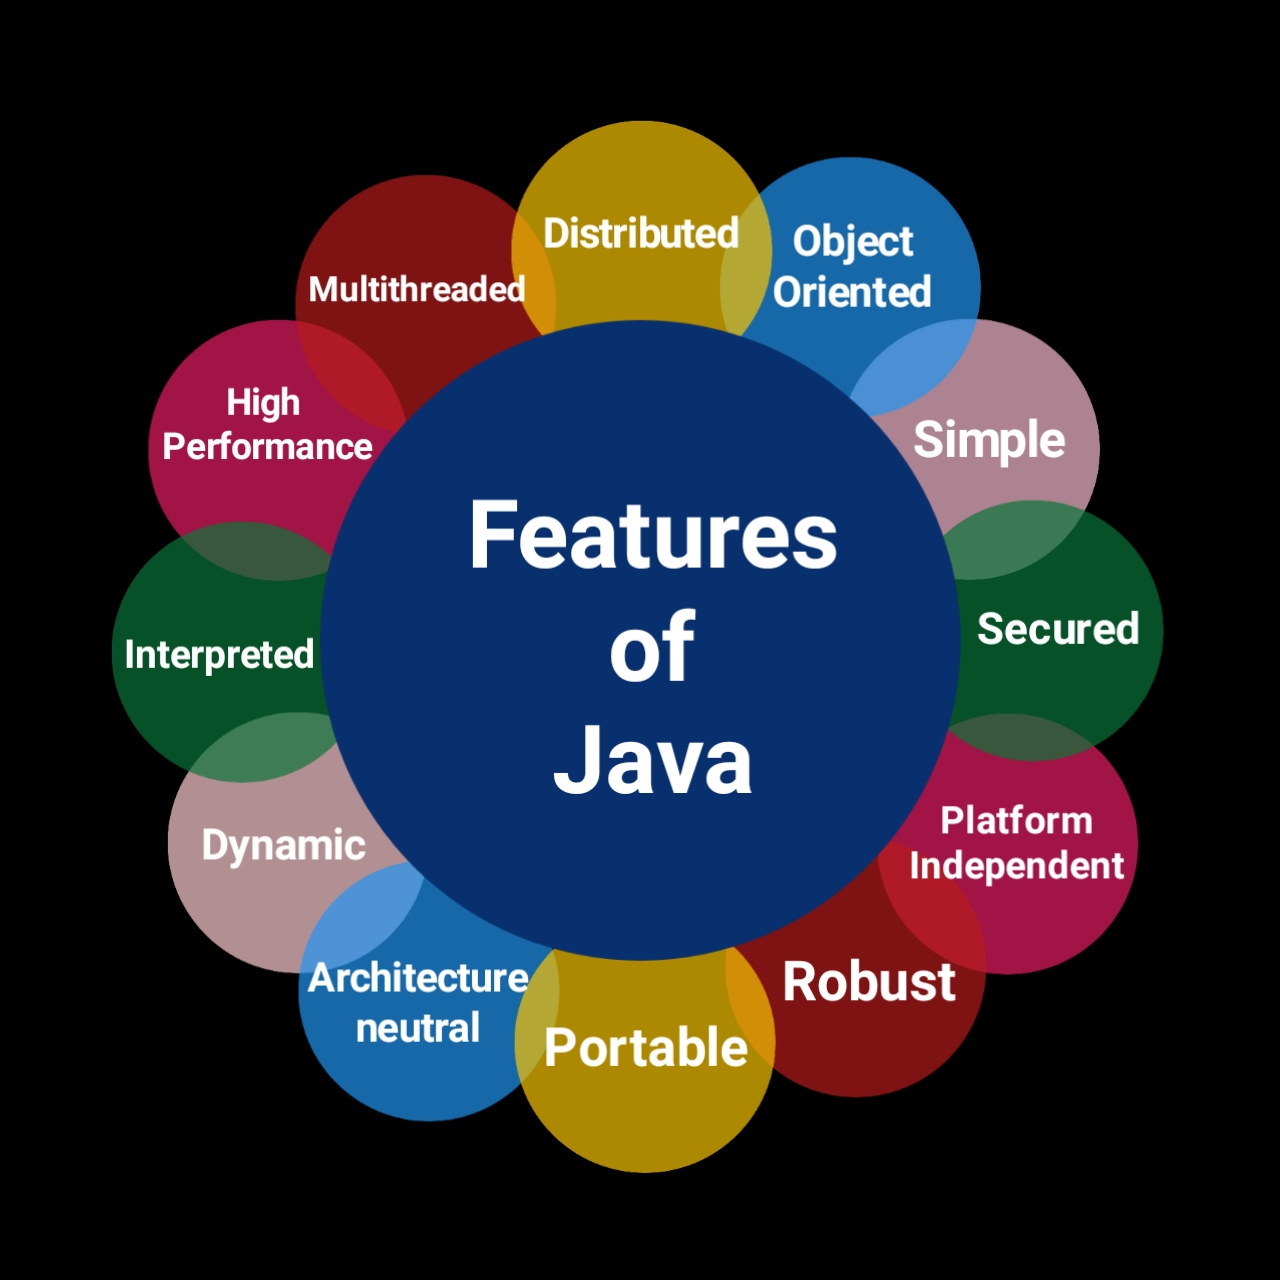 Features
of
Java
Distributed
Object
Oriented
Simple
Secured
Platform
Independent
Robust
Portable
Architecture
neutral
Dynamic
Interpreted
High
Performance
Multithreaded